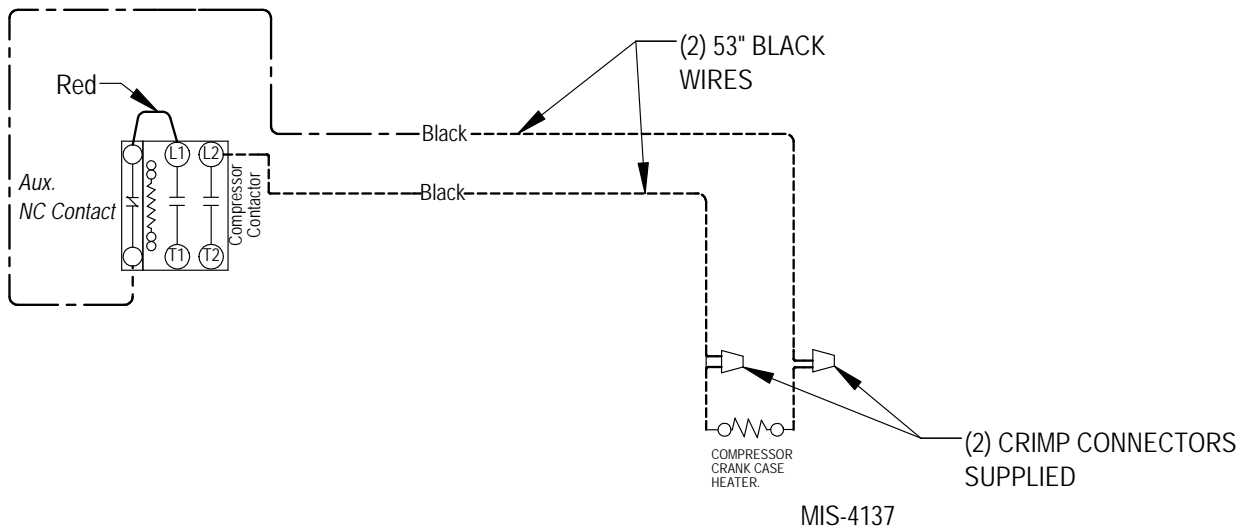 (2) 53" BLACK
WIRES
Red
Black
L1
L2
Aux.
NC Contact
Compressor
Contactor
Black
T1
T2
(2) CRIMP CONNECTORS
SUPPLIED
COMPRESSOR
CRANK CASE
HEATER.
MIS-4137